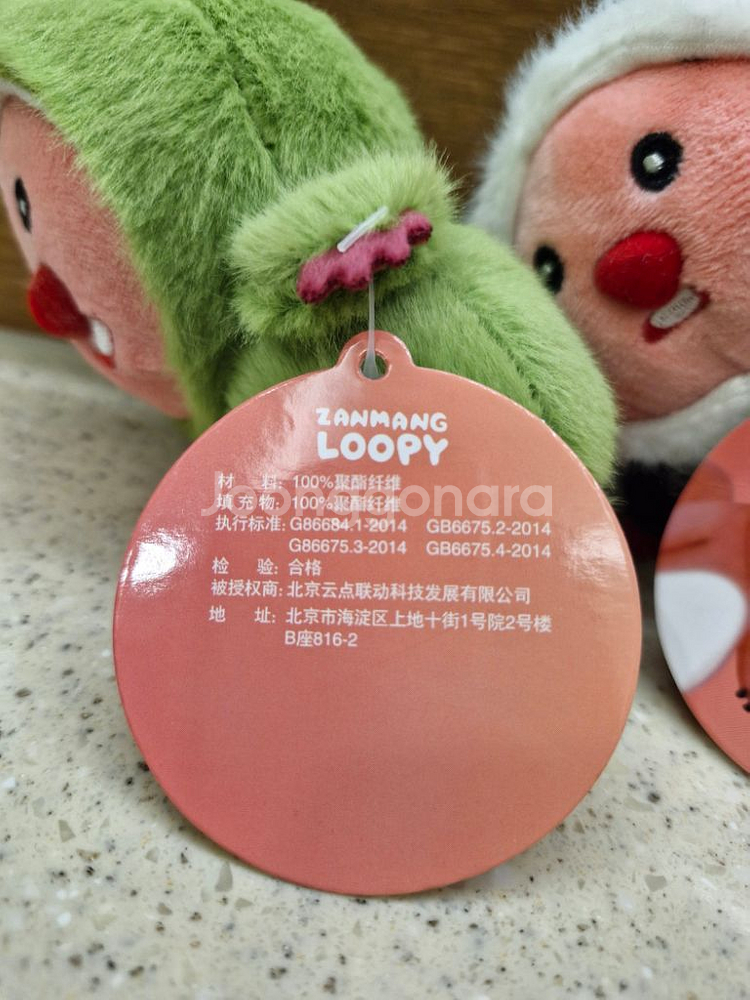 ZANMANG
LOOPY
材 料: 100%聚酯纤维
填 充 物: 100%聚酯纤维
执行标准: G86684.1-2014 GB6675.2-2014
G86675.3-2014 GB6675.4-2014
检 验: 合格
被授权商: 北京云点联动科技发展有限公司
地 址: 北京市海淀区上地十街1号院2号楼
B座816-2
Joonggonara